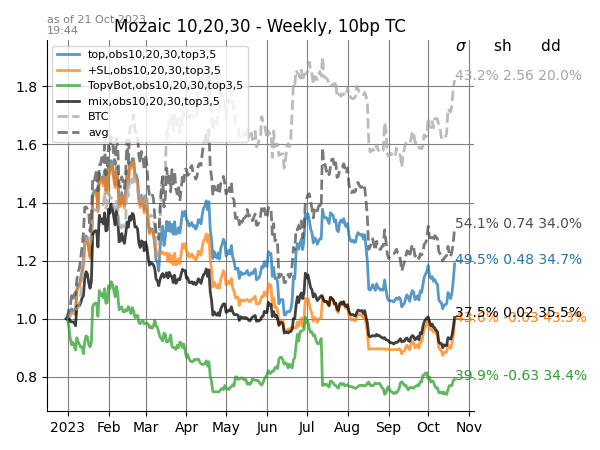 as of 21 Oct 2023
19:44
Mozaic 10,20,30 - Weekly, 10bp TC
σ sh dd
top,obs10,20,30,top3,5
+SL,obs10,20,30,top3,5
TopvBot,obs10,20,30,top3,5
mix,obs10,20,30,top3,5
BTC
avg
43.2% 2.56 20.0%
54.1% 0.74 34.0%
49.5% 0.48 34.7%
37.5% 0.02 35.5%
39.9% -0.63 34.4%
1.8
1.6
1.4
1.2
1.0
0.8
2023 Feb Mar Apr May Jun Jul Aug Sep Oct Nov